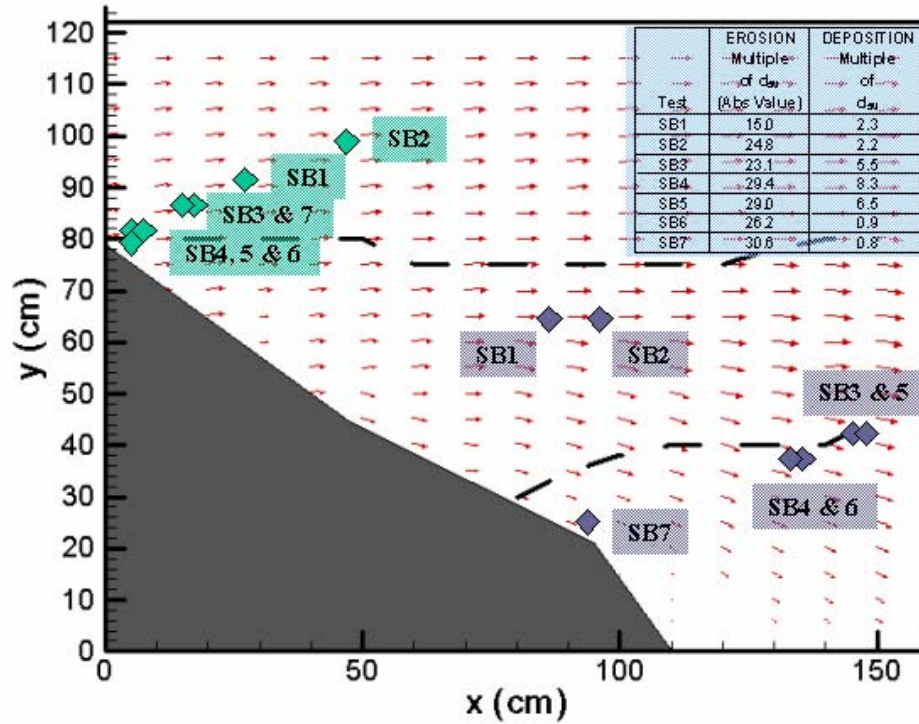 120
110
100
90
80
70
60
50
40
30
20
10
0
y (cm)
0
50
100
150
x (cm)
EROSION DEPOSITION
Multiple Multiple
of of
Test (Abs Value)
SB1 15.0 2.3
SB2 24.8 2.2
SB3 23.1 5.5
SB4 29.4 8.3
SB5 29.0 6.5
SB6 26.2 0.9
SB7 30.6 0.8
SB2
SB1
SB3 & 7
SB4, 5 & 6
SB1
SB2
SB3 & 5
SB4 & 6
SB7